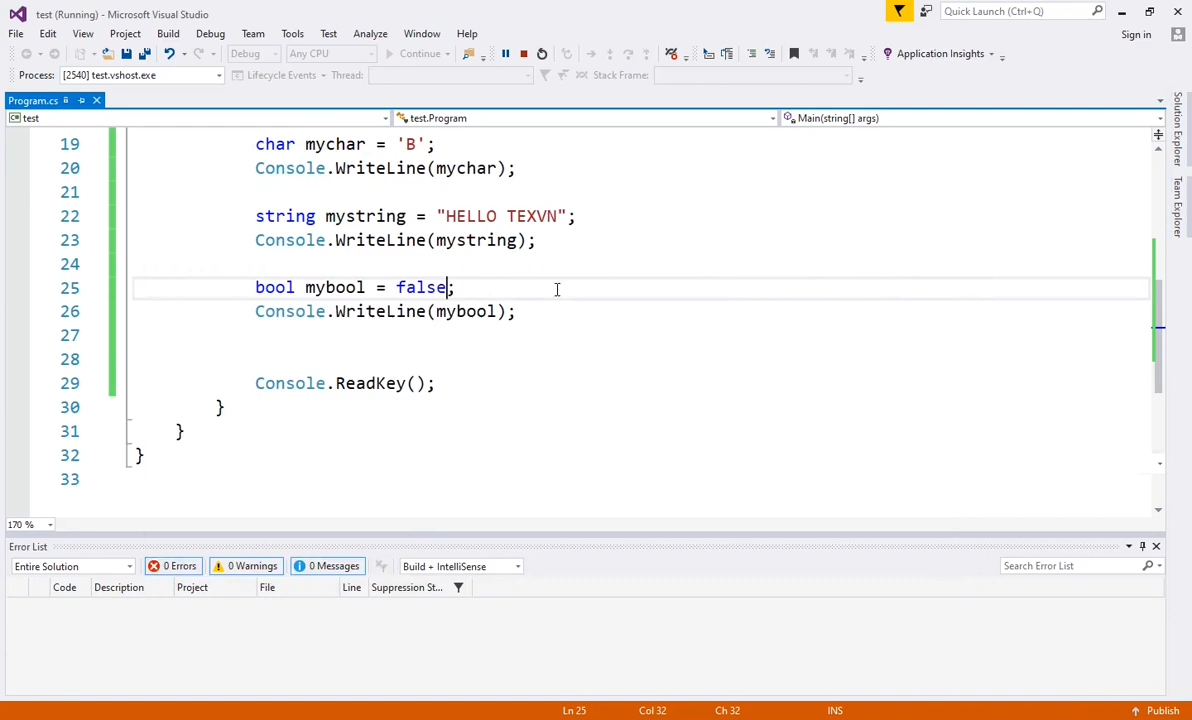 test (Running) - Microsoft Visual Studio
Quick Launch (Ctrl+Q)
File Edit View Project Build Debug Team Tools Test Analyze Window Help
Sign in
Debug Any CPU Continue Application Insights
Process: [2540] test.vshost.exe Lifecycle Events Thread: Stack Frame:
Program.cs
test test.Program Main(string[] args)
19 char mychar = 'B';
20 Console.WriteLine(mychar);
21
22 string mystring = "HELLO TEXVN";
23 Console.WriteLine(mystring);
24
25 bool mybool = false;
26 Console.WriteLine(mybool);
27
28
29 Console.ReadKey();
30 }
31 }
32 }
33
170 %
Solution Explorer
Team Explorer
Error List
Entire Solution 0 Errors 0 Warnings 0 Messages Build + IntelliSense Search Error List
Code Description Project File Line Suppression St...
Ln 25 Col 32 Ch 32 INS Publish